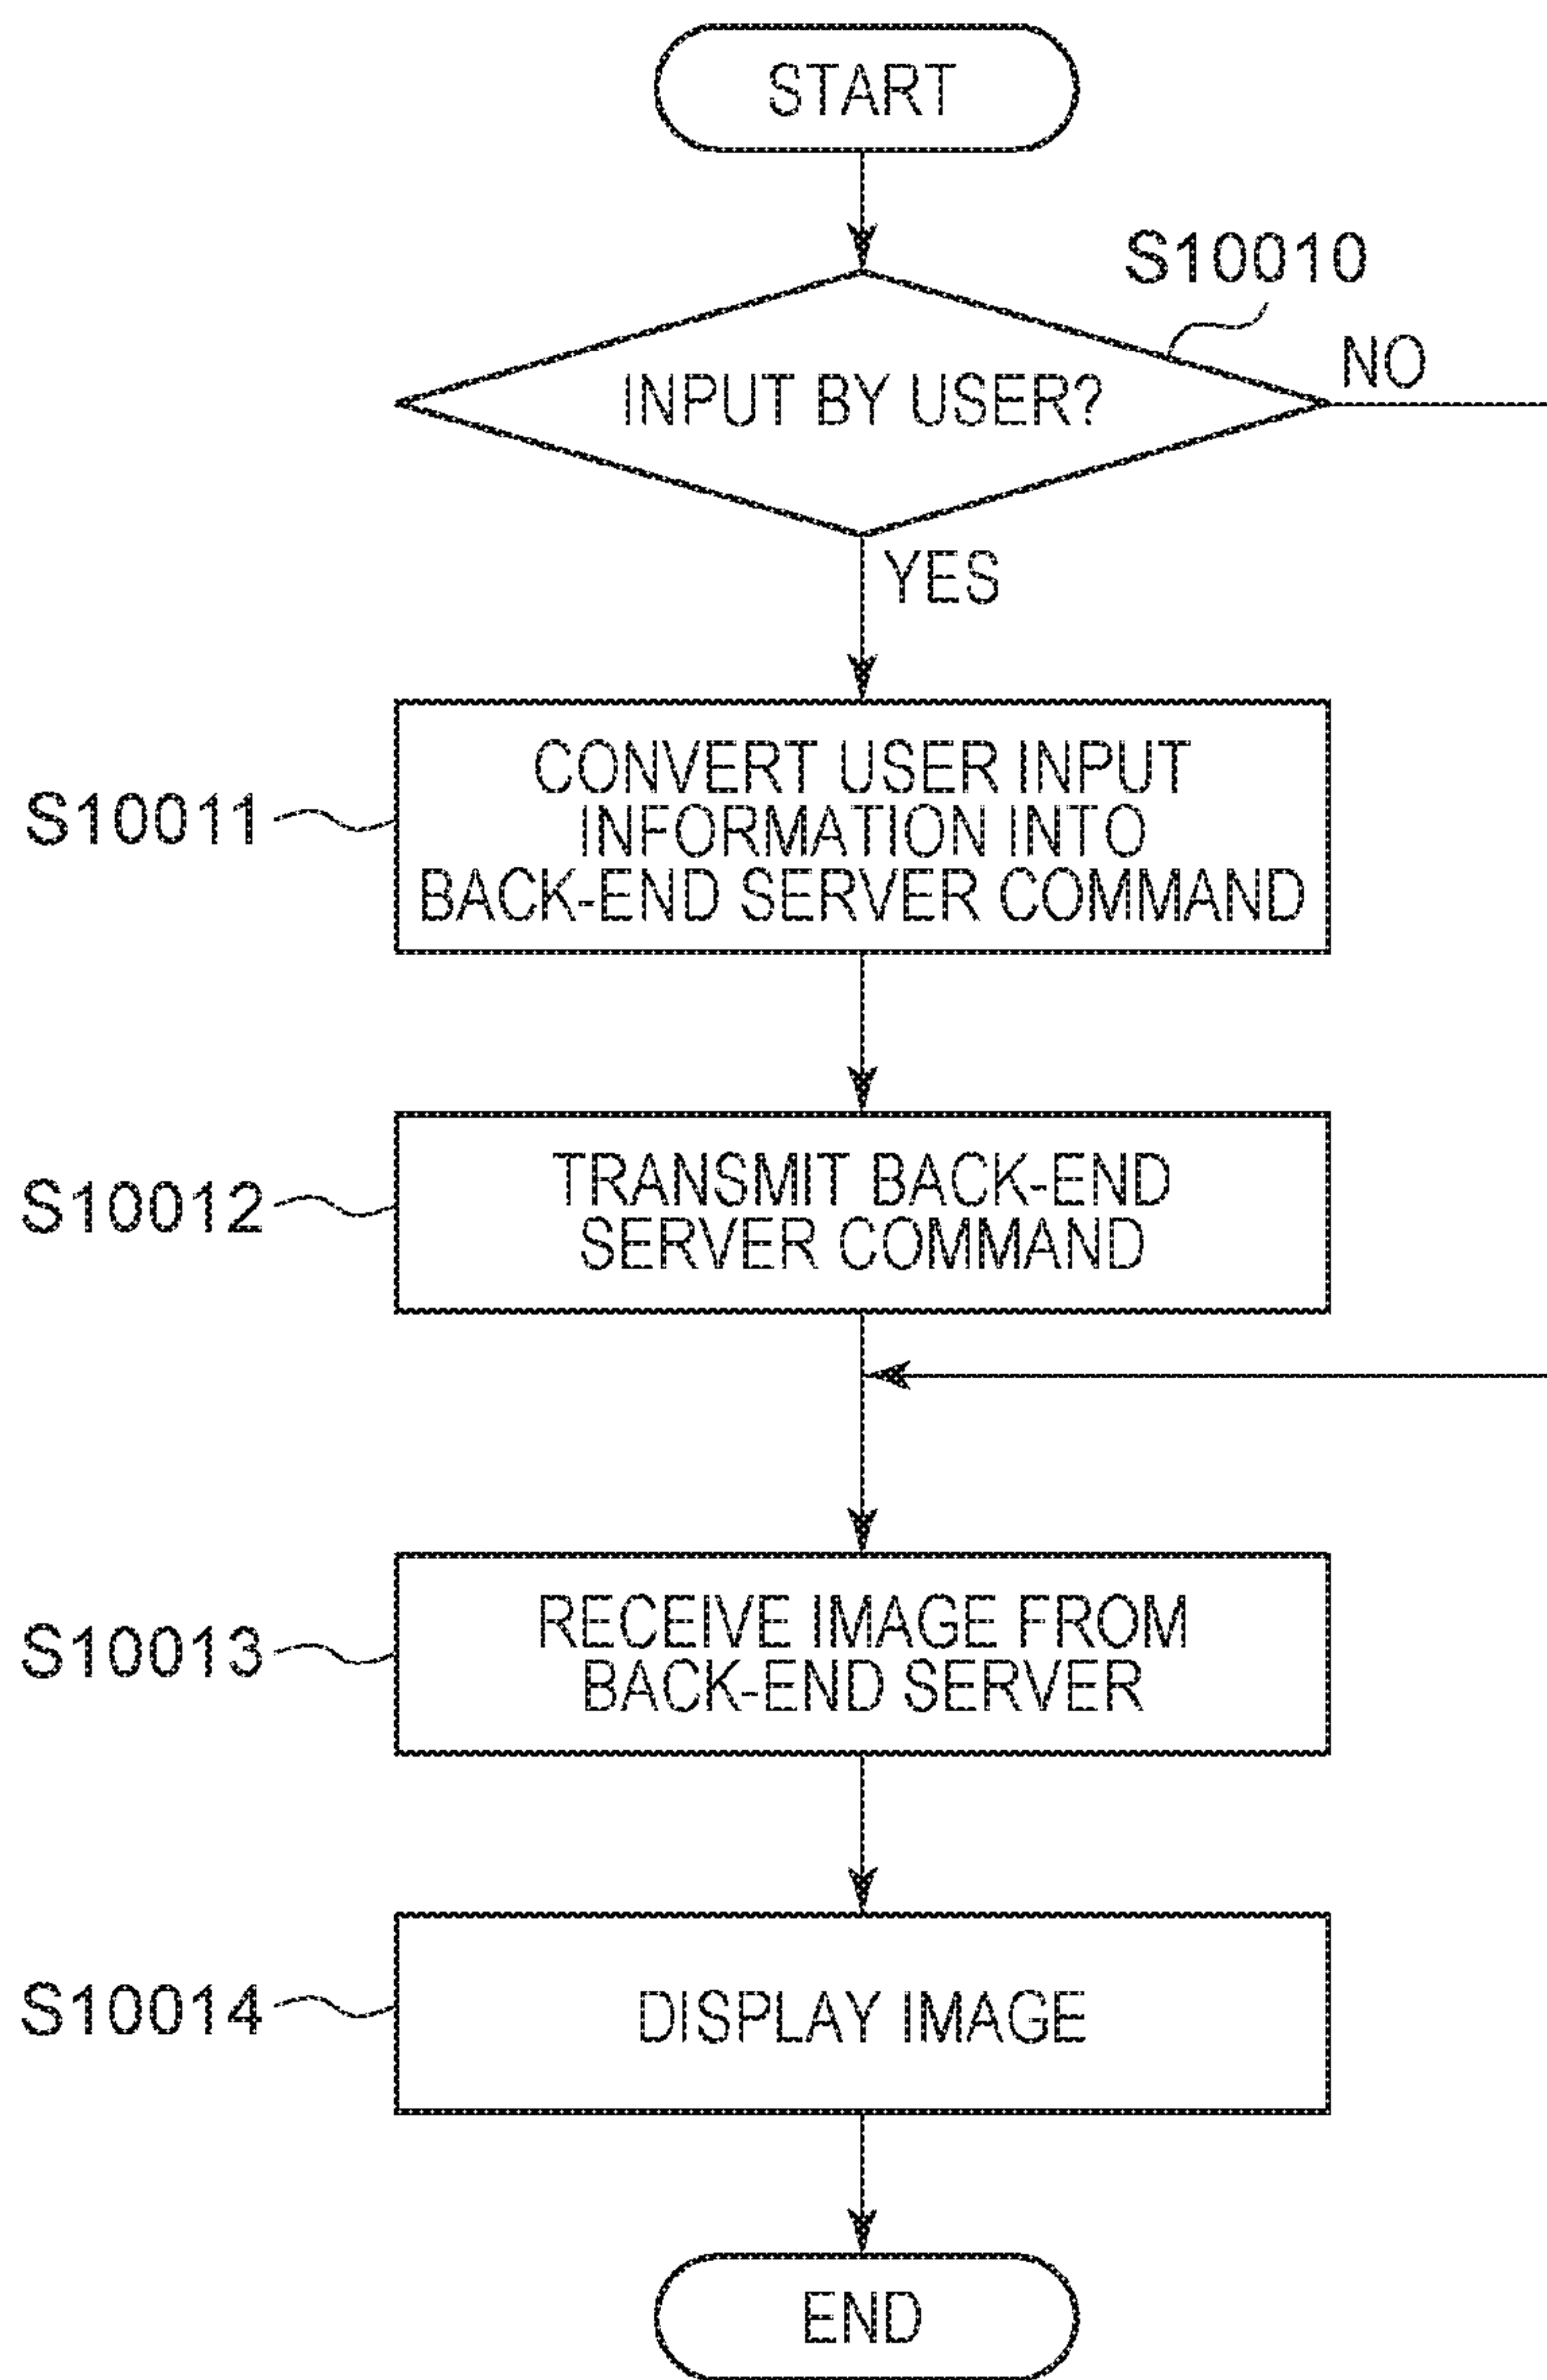 START
S10010
INPUT BY USER?
NO
YES
S10011
CONVERT USER INPUT
INFORMATION INTO
BACK-END SERVER COMMAND
S10012
TRANSMIT BACK-END
SERVER COMMAND
S10013
RECEIVE IMAGE FROM
BACK-END SERVER
S10014
DISPLAY IMAGE
END